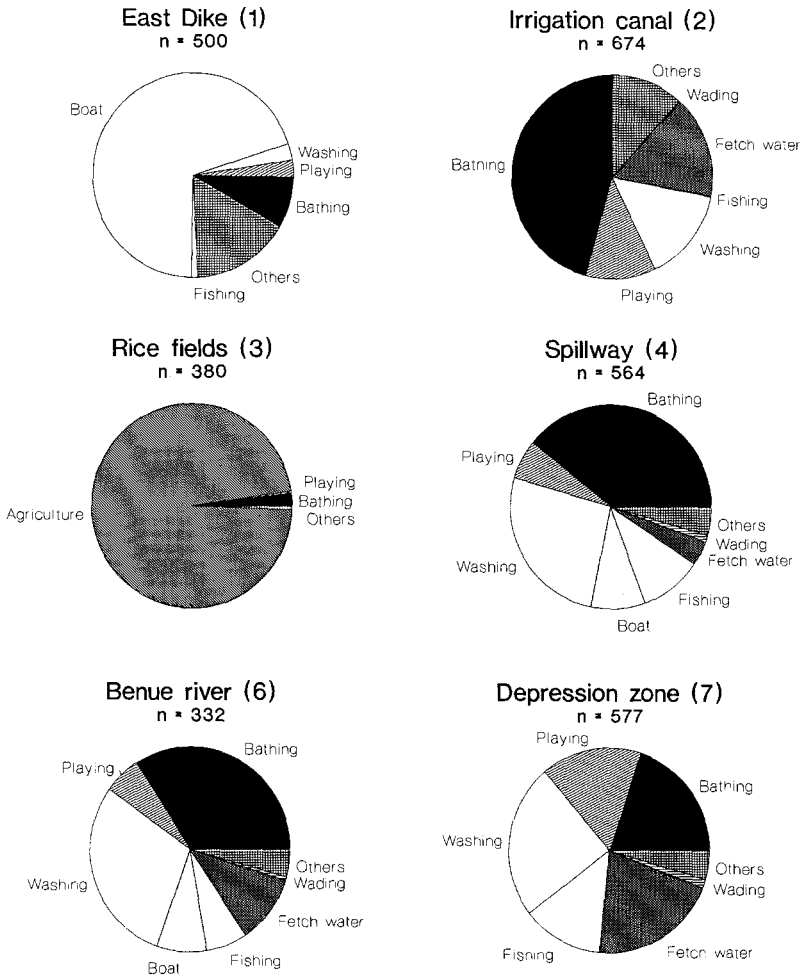 East Dike (1)
n = 500
Boat
Washing
Playing
Bathing
Others
Fishing
Irrigation canal (2)
n = 674
Others
Wading
Fetch water
Fishing
Washing
Playing
Bathing
Rice fields (3)
n = 380
Agriculture
Playing
Bathing
Others
Spillway (4)
n = 564
Bathing
Playing
Others
Wading
Fetch water
Washing
Fishing
Boat
Benue river (6)
n = 332
Bathing
Playing
Others
Wading
Washing
Fetch water
Fishing
Boat
Depression zone (7)
n = 577
Playing
Bathing
Washing
Others
Wading
Fetch water
Fishing